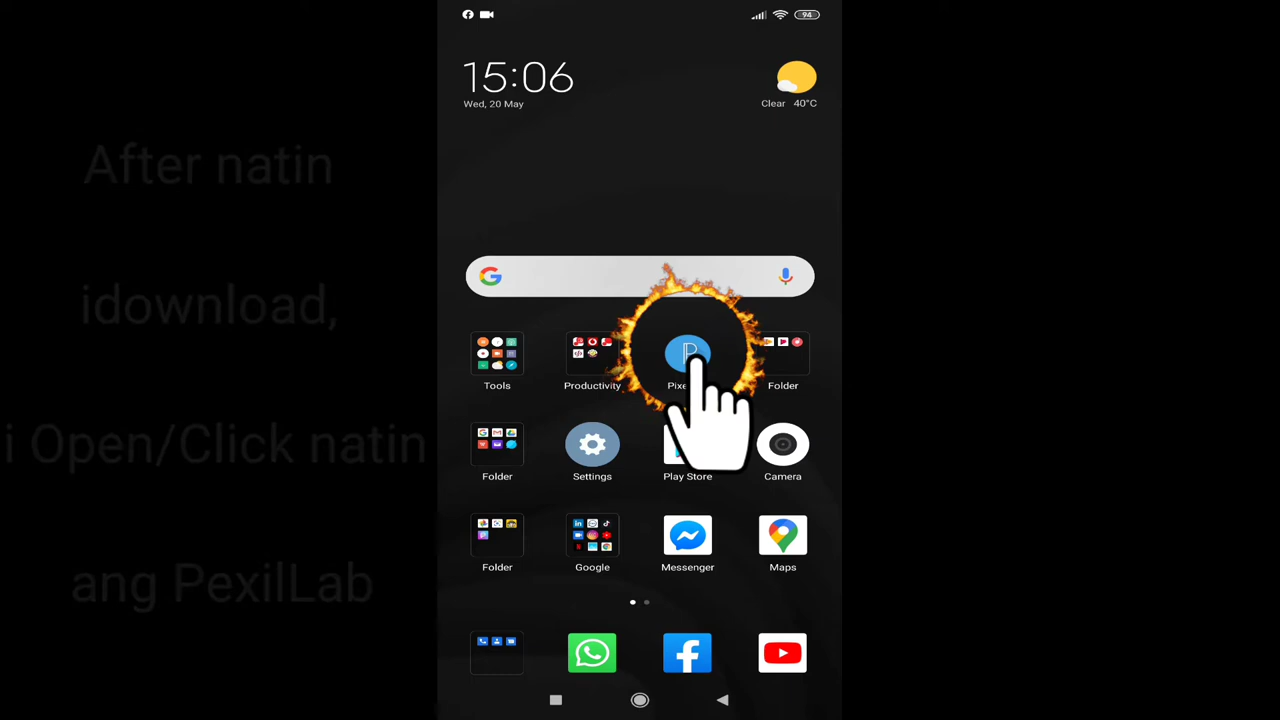 94
15:06
Wed, 20 May
Clear 40°C
After natin
idownload,
i Open/Click natin
ang PexilLab
Tools
Productivity
Folder
Folder
Settings
Play Store
Camera
Folder
Google
Messenger
Maps